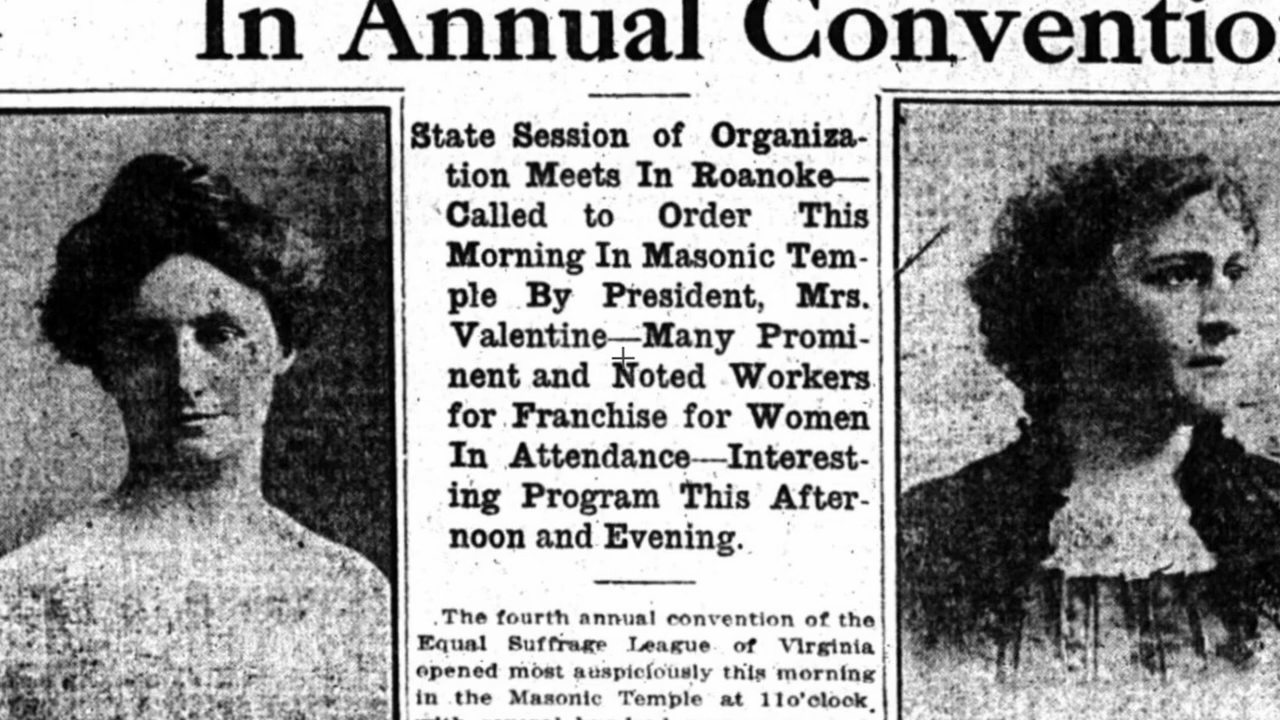 In Annual Conventio
State Session of Organiza-
tion Meets In Roanoke—
Called to Order This
Morning In Masonic Tem-
ple By President, Mrs.
Valentine—Many Promi-
nent and Noted Workers
for Franchise for Women
In Attendance—Interest-
ing Program This After-
noon and Evening.
The fourth annual convention of the
Equal Suffrage League of Virginia
opened most auspiciously this morning
in the Masonic Temple at 11o'clock,